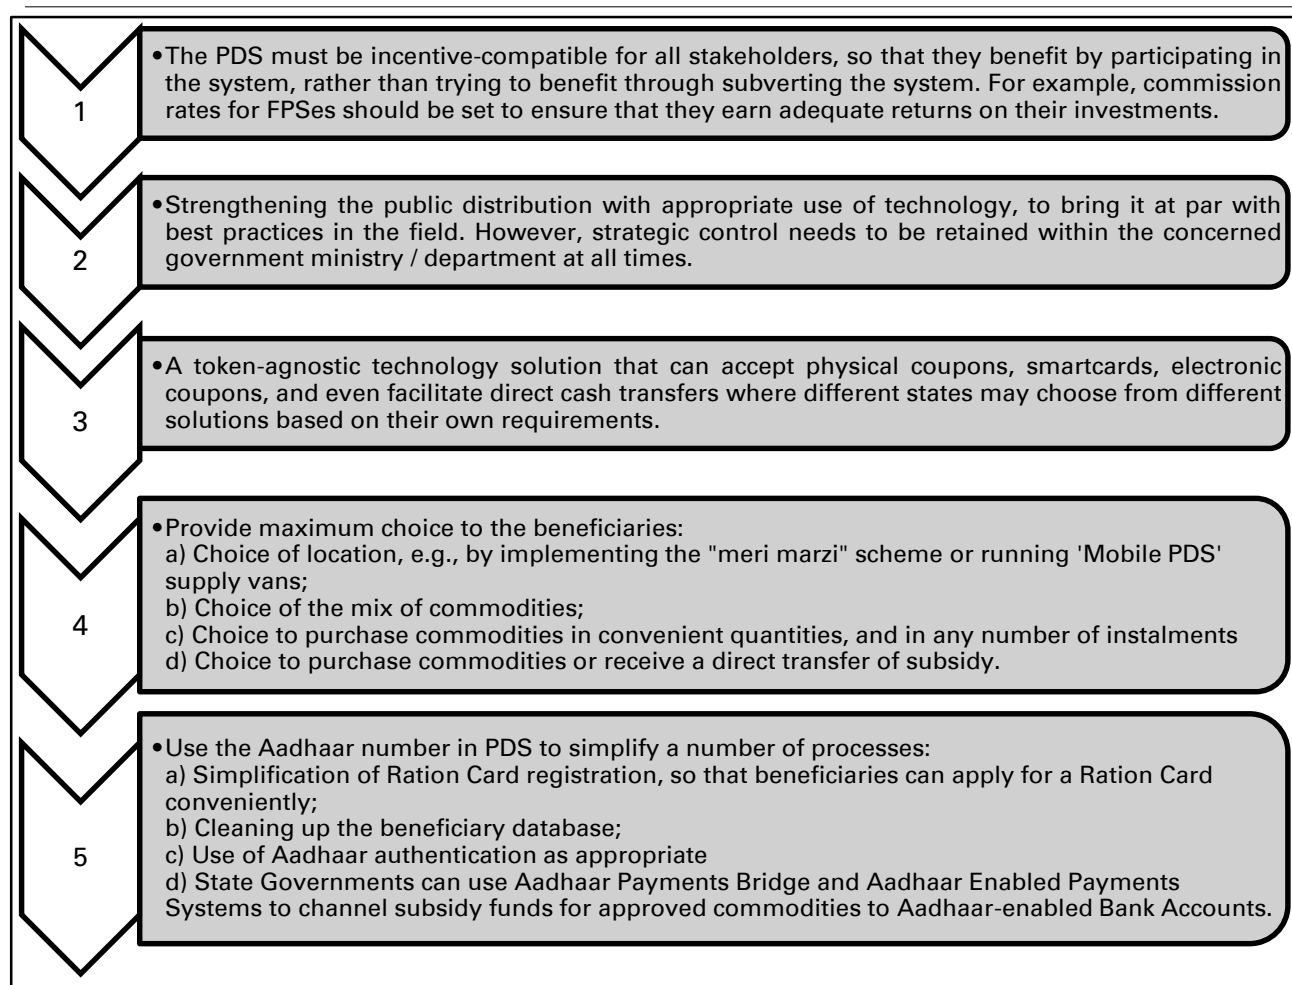 1
•The PDS must be incentive-compatible for all stakeholders, so that they benefit by participating in
the system, rather than trying to benefit through subverting the system. For example, commission
rates for FPSes should be set to ensure that they earn adequate returns on their investments.
2
•Strengthening the public distribution with appropriate use of technology, to bring it at par with
best practices in the field. However, strategic control needs to be retained within the concerned
government ministry / department at all times.
3
•A token-agnostic technology solution that can accept physical coupons, smartcards, electronic
coupons, and even facilitate direct cash transfers where different states may choose from different
solutions based on their own requirements.
4
•Provide maximum choice to the beneficiaries:
a) Choice of location, e.g., by implementing the "meri marzi" scheme or running 'Mobile PDS'
supply vans;
b) Choice of the mix of commodities;
c) Choice to purchase commodities in convenient quantities, and in any number of instalments
d) Choice to purchase commodities or receive a direct transfer of subsidy.
5
•Use the Aadhaar number in PDS to simplify a number of processes:
a) Simplification of Ration Card registration, so that beneficiaries can apply for a Ration Card
conveniently;
b) Cleaning up the beneficiary database;
c) Use of Aadhaar authentication as appropriate
d) State Governments can use Aadhaar Payments Bridge and Aadhaar Enabled Payments
Systems to channel subsidy funds for approved commodities to Aadhaar-enabled Bank Accounts.